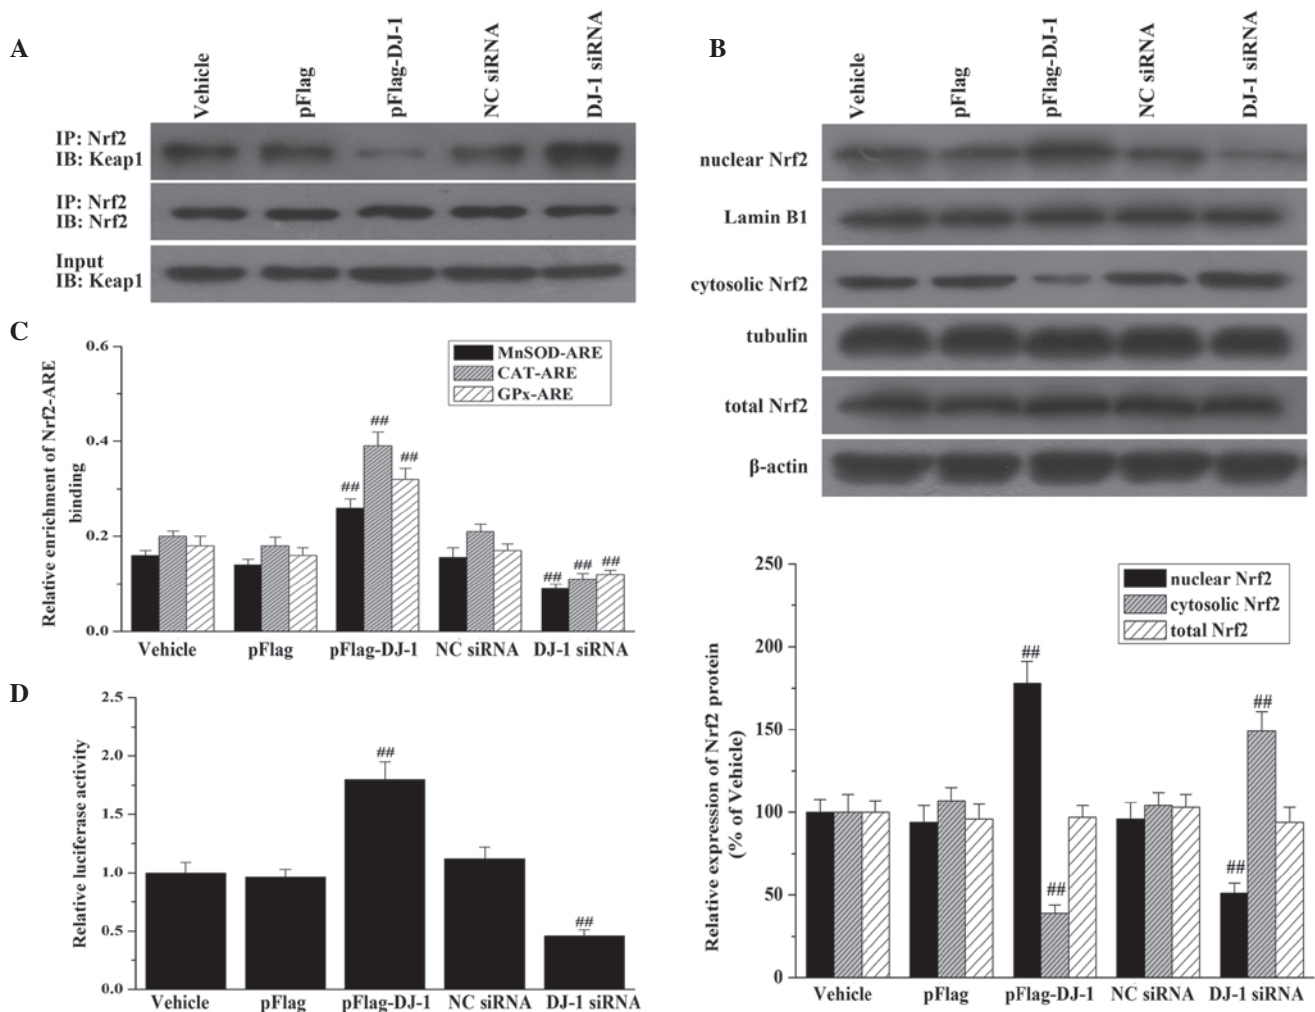 A
Vehicle
pFlag
pFlag-DJ-1
NC siRNA
DJ-1 siRNA
IP: Nrf2
IB: Keap1
IP: Nrf2
IB: Nrf2
Input
IB: Keap1
B
Vehicle
pFlag
pFlag-DJ-1
NC siRNA
DJ-1 siRNA
nuclear Nrf2
Lamin B1
cytosolic Nrf2
tubulin
total Nrf2
β-actin
C
Relative enrichment of Nrf2-ARE
binding
0.6
0.4
0.2
0.0
MnSOD-ARE
CAT-ARE
GPx-ARE
##
##
##
##
##
##
Vehicle
pFlag
pFlag-DJ-1
NC siRNA
DJ-1 siRNA
D
Relative luciferase activity
2.5
2.0
1.5
1.0
0.5
0.0
##
##
Vehicle
pFlag
pFlag-DJ-1
NC siRNA
DJ-1 siRNA
Relative expression of Nrf2 protein
(% of Vehicle)
250
200
150
100
50
0
nuclear Nrf2
cytosolic Nrf2
total Nrf2
##
##
##
##
Vehicle
pFlag
pFlag-DJ-1
NC siRNA
DJ-1 siRNA